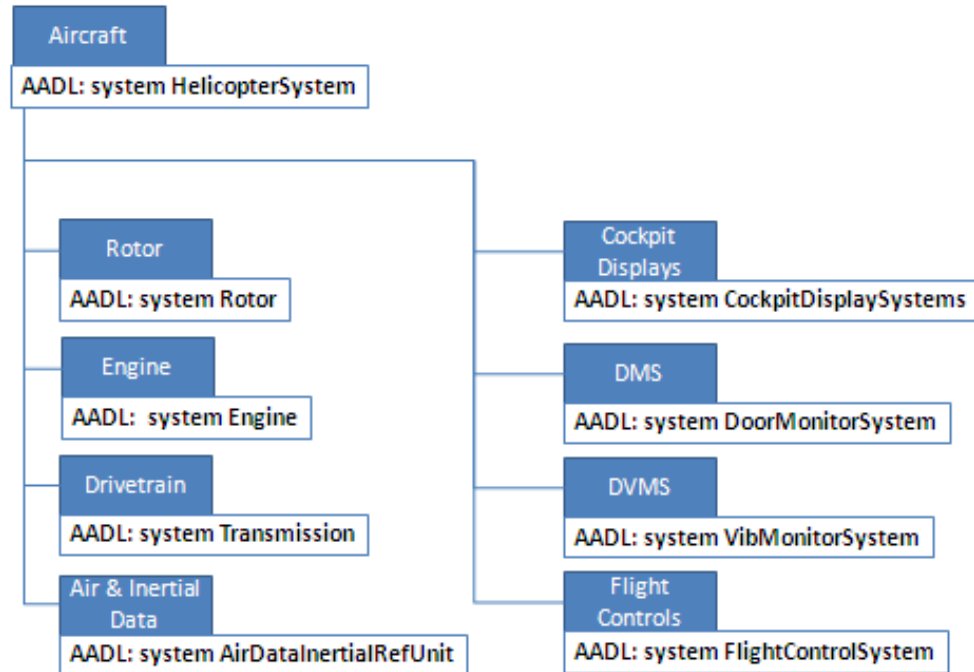 Aircraft
AADL: system HelicopterSystem
Rotor
AADL: system Rotor
Engine
AADL: system Engine
Drivetrain
AADL: system Transmission
Air & Inertial
Data
AADL: system AirDataInertialRefUnit
Cockpit
Displays
AADL: system CockpitDisplaySystems
DMS
AADL: system DoorMonitorSystem
DVMS
AADL: system VibMonitorSystem
Flight
Controls
AADL: system FlightControlSystem